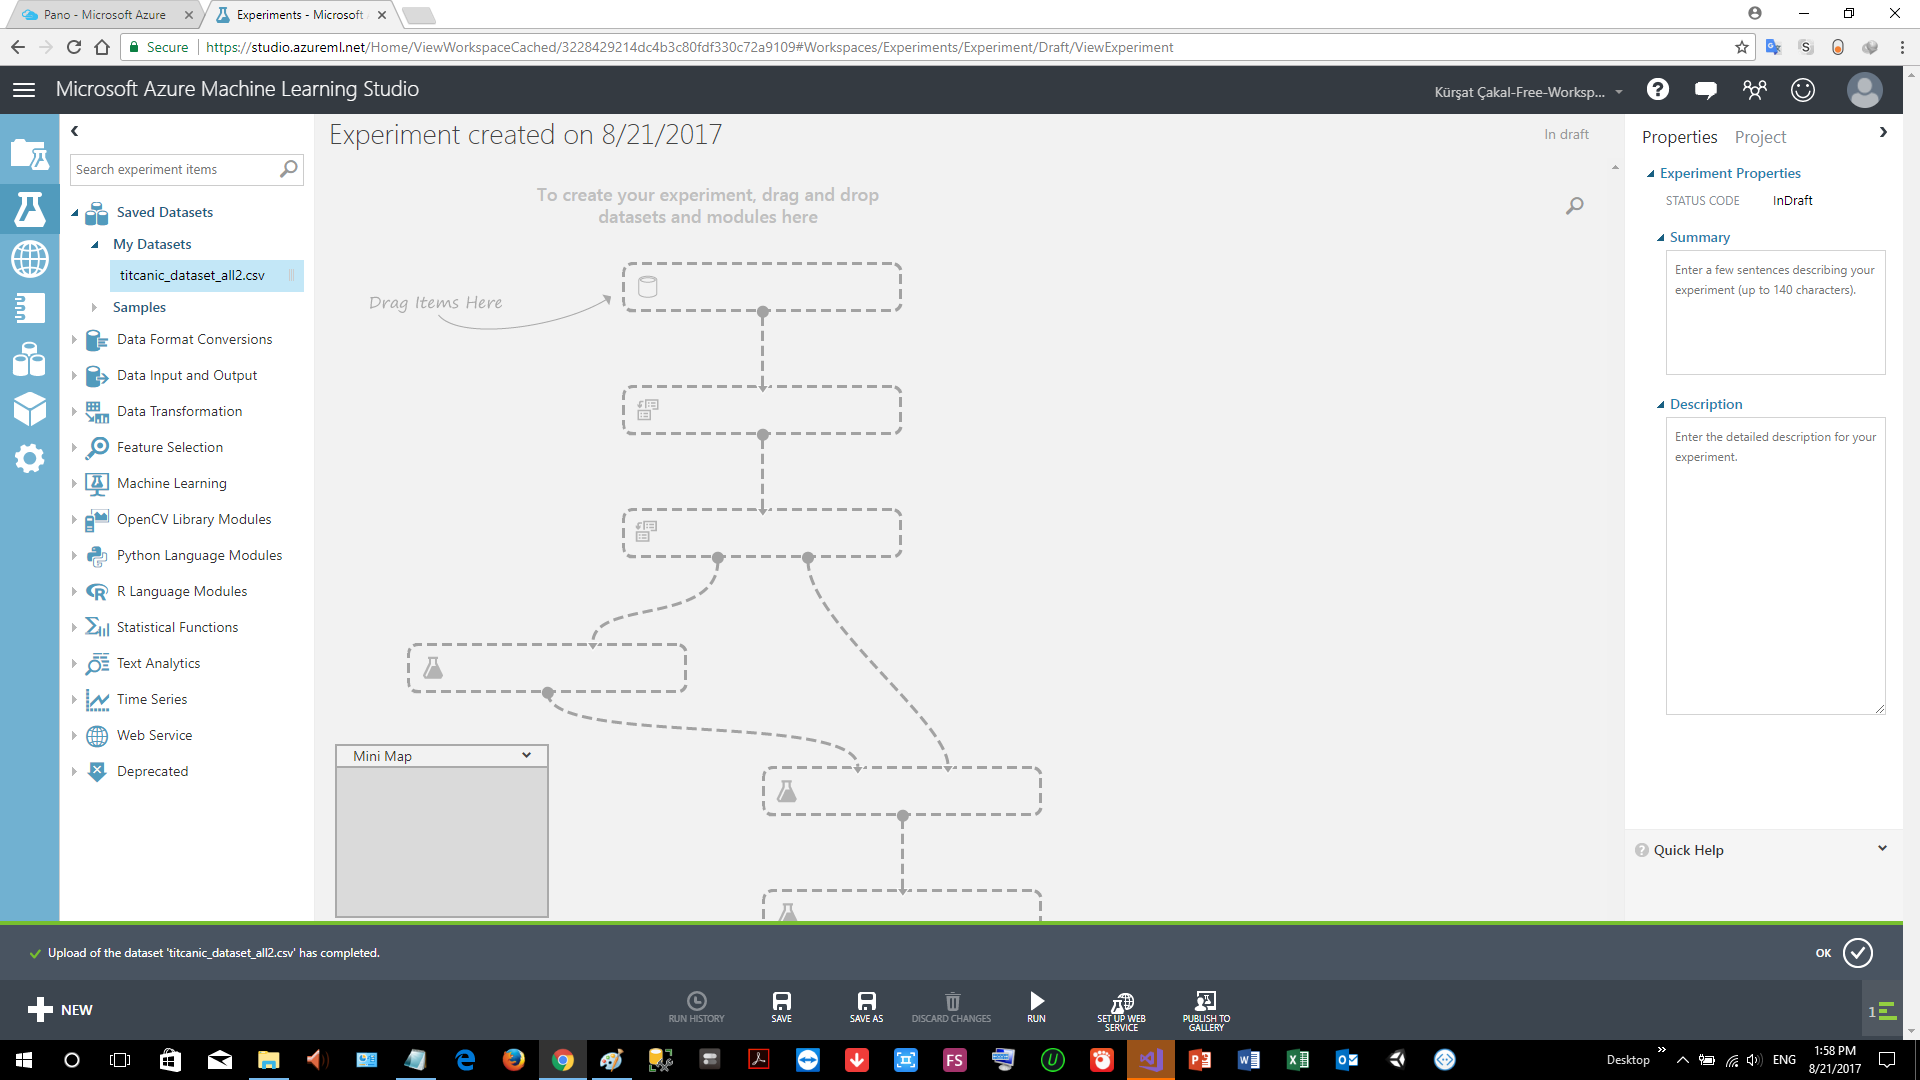 Pano - Microsoft Azure
Experiments - Microsoft
Secure
https://studio.azureml.net/Home/ViewWorkspaceCached/3228429214dc4b3c80fdf330c72a9109#Workspaces/Experiments/Experiment/Draft/ViewExperiment
Microsoft Azure Machine Learning Studio
Kürşat Çakal-Free-Worksp...
Search experiment items
Saved Datasets
My Datasets
titcanic_dataset_all2.csv
Samples
Data Format Conversions
Data Input and Output
Data Transformation
Feature Selection
Machine Learning
OpenCV Library Modules
Python Language Modules
R Language Modules
Statistical Functions
Text Analytics
Time Series
Web Service
Deprecated
Experiment created on 8/21/2017
In draft
To create your experiment, drag and drop
datasets and modules here
Drag Items Here
Mini Map
Properties Project
Experiment Properties
STATUS CODE InDraft
Summary
Enter a few sentences describing your
experiment (up to 140 characters).
Description
Enter the detailed description for your
experiment.
Quick Help
Upload of the dataset 'titcanic_dataset_all2.csv' has completed.
OK
NEW
RUN HISTORY
SAVE
SAVE AS
DISCARD CHANGES
RUN
SET UP WEB
SERVICE
PUBLISH TO
GALLERY
1
FS
Desktop
ENG
1:58 PM
8/21/2017